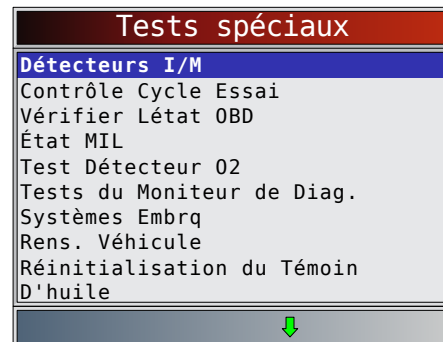 Tests spéciaux
Détecteurs I/M
Contrôle Cycle Essai
Vérifier Létat OBD
État MIL
Test Détecteur O2
Tests du Moniteur de Diag.
Systèmes Embrq
Rens. Véhicule
Réinitialisation du Témoin
D'huile